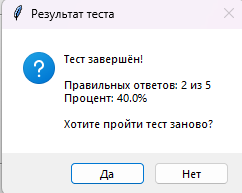 Результат теста
Тест завершён!
Правильных ответов: 2 из 5
Процент: 40.0%
Хотите пройти тест заново?
Да
Нет